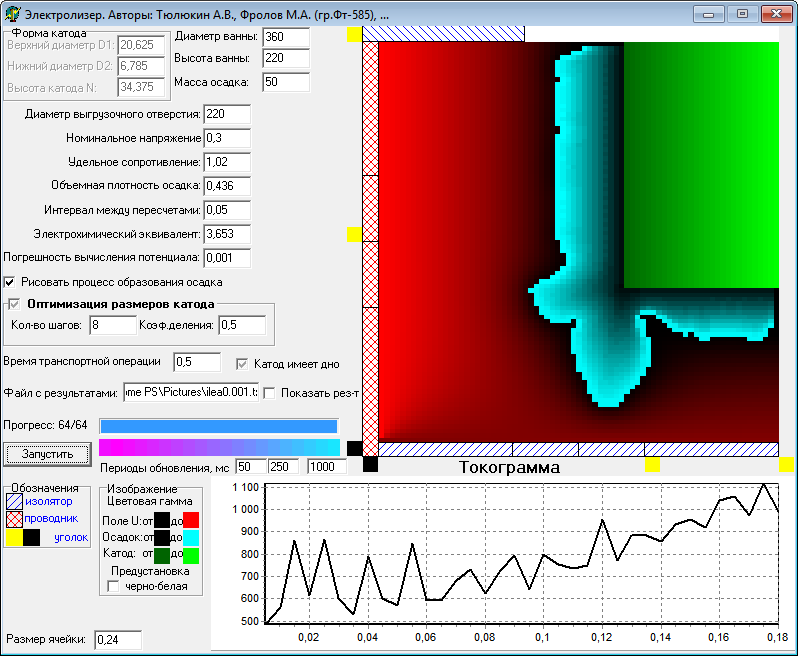 Электролизер. Авторы: Тюлюкин А.В., Фролов М.А. (гр.Фт-585), ...
Форма катода
Верхний диаметр D1: 20,625
Нижний диаметр D2: 6,785
Высота катода N: 34,375
Диаметр ванны: 360
Высота ванны: 220
Масса осадка: 50
Диаметр выгрузочного отверстия: 220
Номинальное напряжение 0,3
Удельное сопротивление: 1,02
Объемная плотность осадка: 0,436
Интервал между пересчетами: 0,05
Электрохимический эквивалент: 3,653
Погрешность вычисления потенциала: 0,001
Рисовать процесс образования осадка
Оптимизация размеров катода
Кол-во шагов: 8 Коэф.деления: 0,5
Время транспортной операции 0,5 Катод имеет дно
Файл с результатами: me PS\Pictures\ilea0.001.t: Показать рез-т
Прогресс: 64/64
Запустить
Периоды обновления, мс 50 250 1000
Обозначения
изолятор
проводник
уголок
Изображение
Цветовая гамма
Поле U: от до
Осадок: от до
Катод: от до
Предустановка
черно-белая
Размер ячейки: 0,24
Токограмма
1 100
1 000
900
800
700
600
500
0,02 0,04 0,06 0,08 0,1 0,12 0,14 0,16 0,18